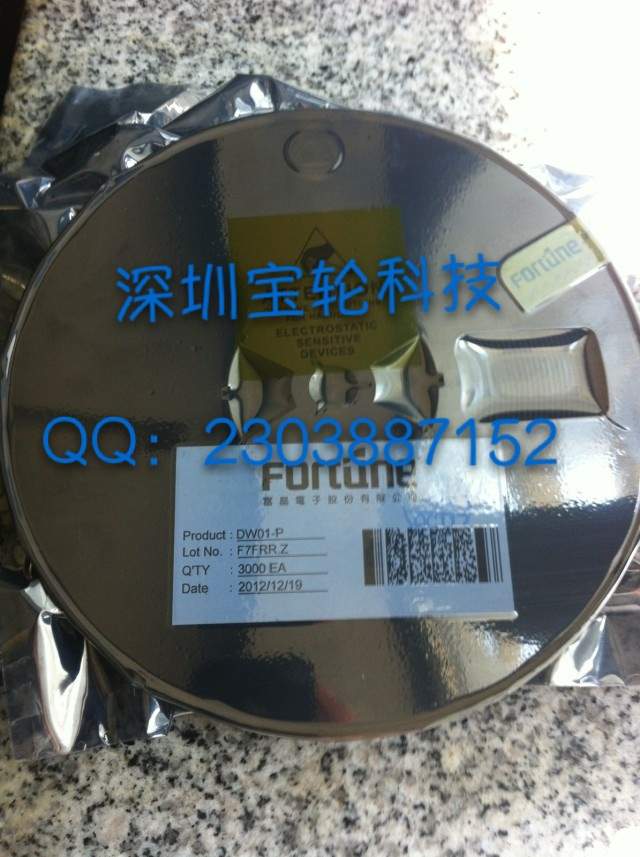 Fortune
深圳宝轮科技
ELECTROSTATIC
SENSITIVE
DEVICES
QQ：2303887152
Fortune
富晶電子股份有限公司
Product : DW01-P
Lot No. : F7FRR.Z
Q'TY : 3000 EA
Date : 2012/12/19